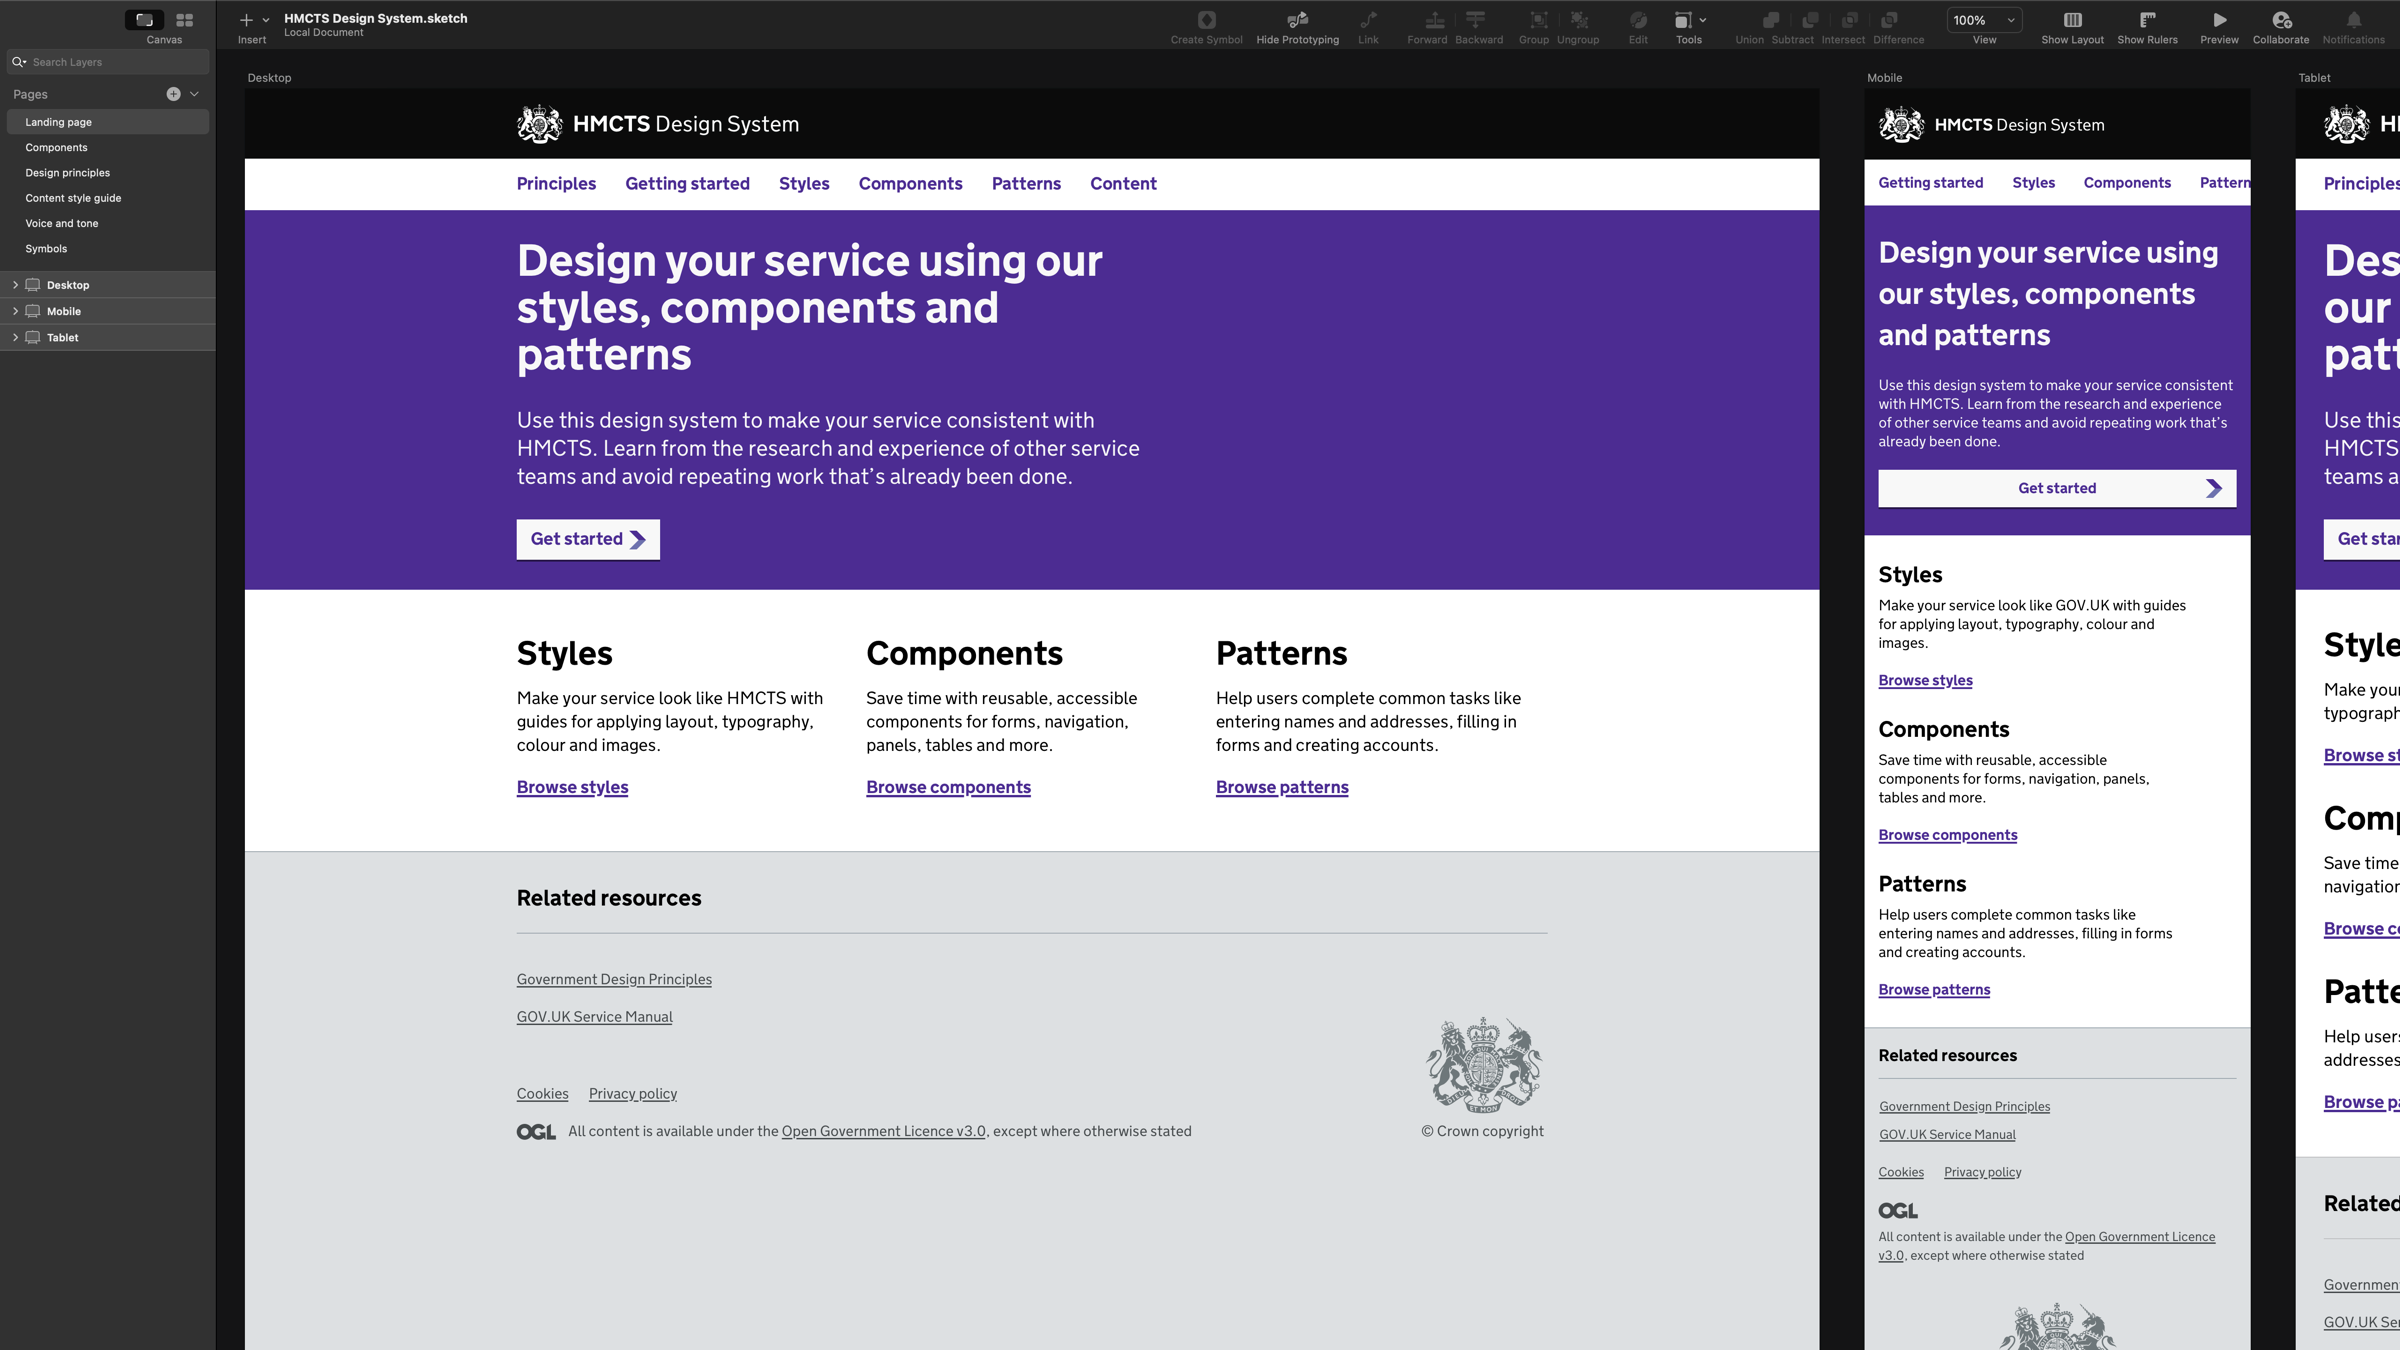 Canvas
Insert
HMCTS Design System.sketch
Local Document
Create Symbol
Hide Prototyping
Link
Forward
Backward
Group
Ungroup
Edit
Tools
Union
Subtract
Intersect
Difference
100%
View
Show Layout
Show Rulers
Preview
Collaborate
Notifications
Search Layers
Pages
Landing page
Components
Design principles
Content style guide
Voice and tone
Symbols
Desktop
Mobile
Tablet
Desktop
HMCTS Design System
Principles Getting started Styles Components Patterns Content
Design your service using our
styles, components and
patterns
Use this design system to make your service consistent with
HMCTS. Learn from the research and experience of other service
teams and avoid repeating work that’s already been done.
Get started
Styles
Make your service look like HMCTS with
guides for applying layout, typography,
colour and images.
Browse styles
Components
Save time with reusable, accessible
components for forms, navigation,
panels, tables and more.
Browse components
Patterns
Help users complete common tasks like
entering names and addresses, filling in
forms and creating accounts.
Browse patterns
Related resources
Government Design Principles
GOV.UK Service Manual
Cookies Privacy policy
OGL All content is available under the Open Government Licence v3.0, except where otherwise stated
DIEU ET MON DROIT
© Crown copyright
Mobile
HMCTS Design System
Getting started Styles Components Pattern
Design your service using
our styles, components
and patterns
Use this design system to make your service consistent
with HMCTS. Learn from the research and experience
of other service teams and avoid repeating work that’s
already been done.
Get started
Styles
Make your service look like GOV.UK with guides
for applying layout, typography, colour and
images.
Browse styles
Components
Save time with reusable, accessible
components for forms, navigation, panels,
tables and more.
Browse components
Patterns
Help users complete common tasks like
entering names and addresses, filling in forms
and creating accounts.
Browse patterns
Related resources
Government Design Principles
GOV.UK Service Manual
Cookies Privacy policy
OGL
All content is available under the Open Government Licence
v3.0, except where otherwise stated
Tablet
H
Principles
Des
our
patt
Use this
HMCTS
teams a
Get star
Style
Make your
typograph
Browse st
Comp
Save time
navigation
Browse co
Patte
Help users
addresses
Browse pa
Related
Government
GOV.UK Ser